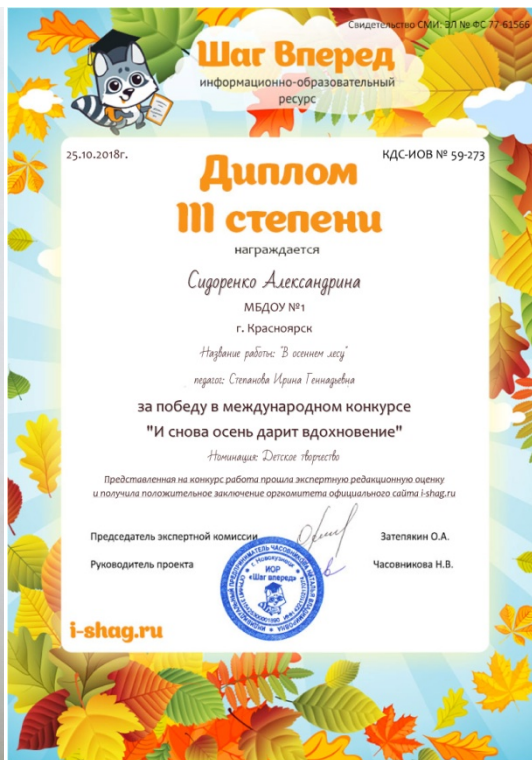 Свидетельство СМИ: ЭЛ № ФС 77-61566
Шаг Вперед
информационно-образовательный
ресурс
25.10.2018г.
КДС-ИОВ № 59-273
Диплом
III степени
награждается
Сидоренко Александрина
МБДОУ №1
г. Красноярск
Название работы: "В осеннем лесу"
педагог: Степанова Ирина Геннадьевна
за победу в международном конкурсе
"И снова осень дарит вдохновение"
Номинация: Детское творчество
Представленная на конкурс работа прошла экспертную редакционную оценку
и получила положительное заключение оргкомитета официального сайта i-shag.ru
Председатель экспертной комиссии
Затепякин О.А.
Руководитель проекта
Часовникова Н.В.
г. Новокузнецк
ИОР
«Шаг вперед»
i-shag.ru